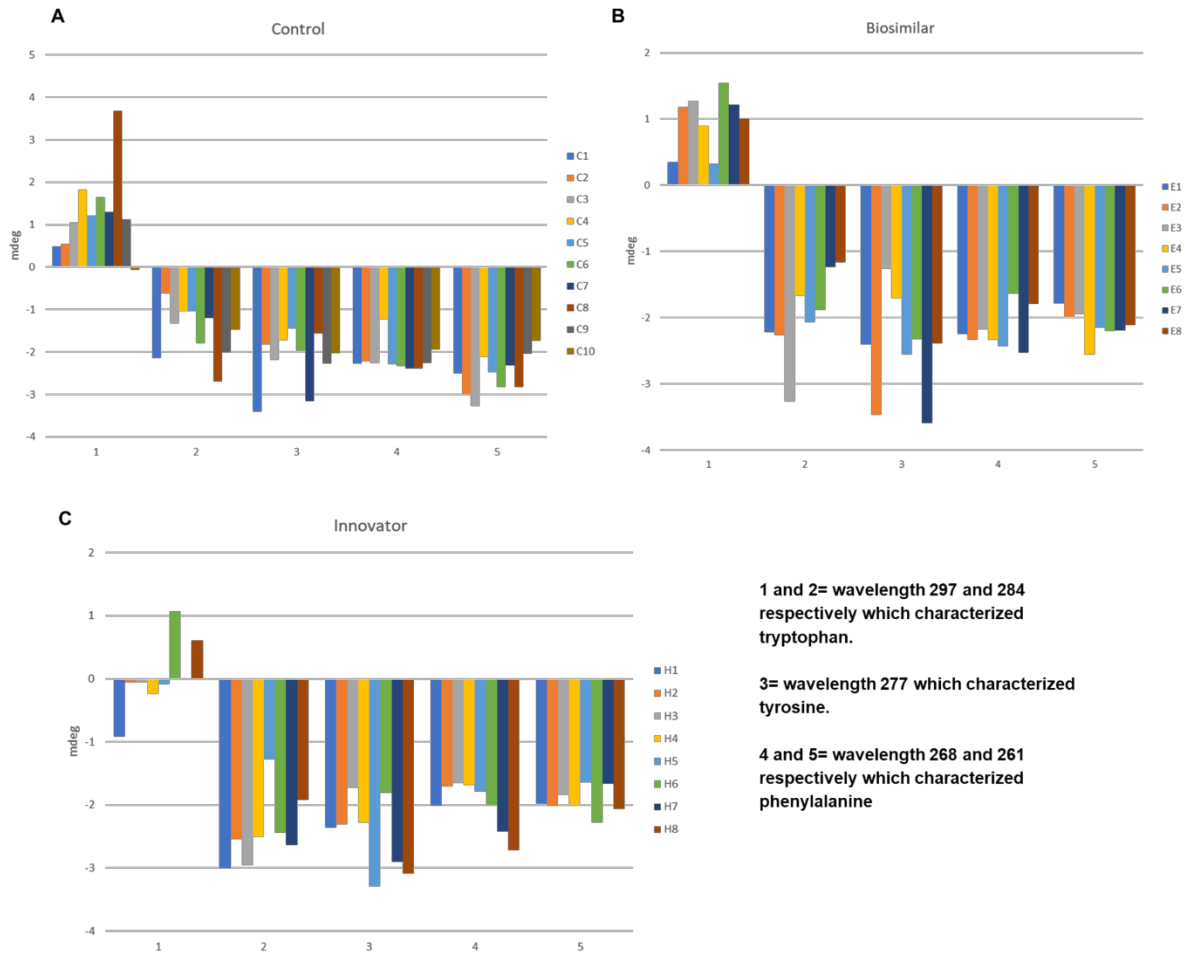 A
Control
5
4
3
2
1
0
-1
-2
-3
-4
mdeg
1 2 3 4 5
C1
C2
C3
C4
C5
C6
C7
C8
C9
C10
B
Biosimilar
2
1
0
-1
-2
-3
-4
mdeg
1 2 3 4 5
E1
E2
E3
E4
E5
E6
E7
E8
C
Innovator
2
1
0
-1
-2
-3
-4
mdeg
1 2 3 4 5
H1
H2
H3
H4
H5
H6
H7
H8
1 and 2= wavelength 297 and 284
respectively which characterized
tryptophan.
3= wavelength 277 which characterized
tyrosine.
4 and 5= wavelength 268 and 261
respectively which characterized
phenylalanine